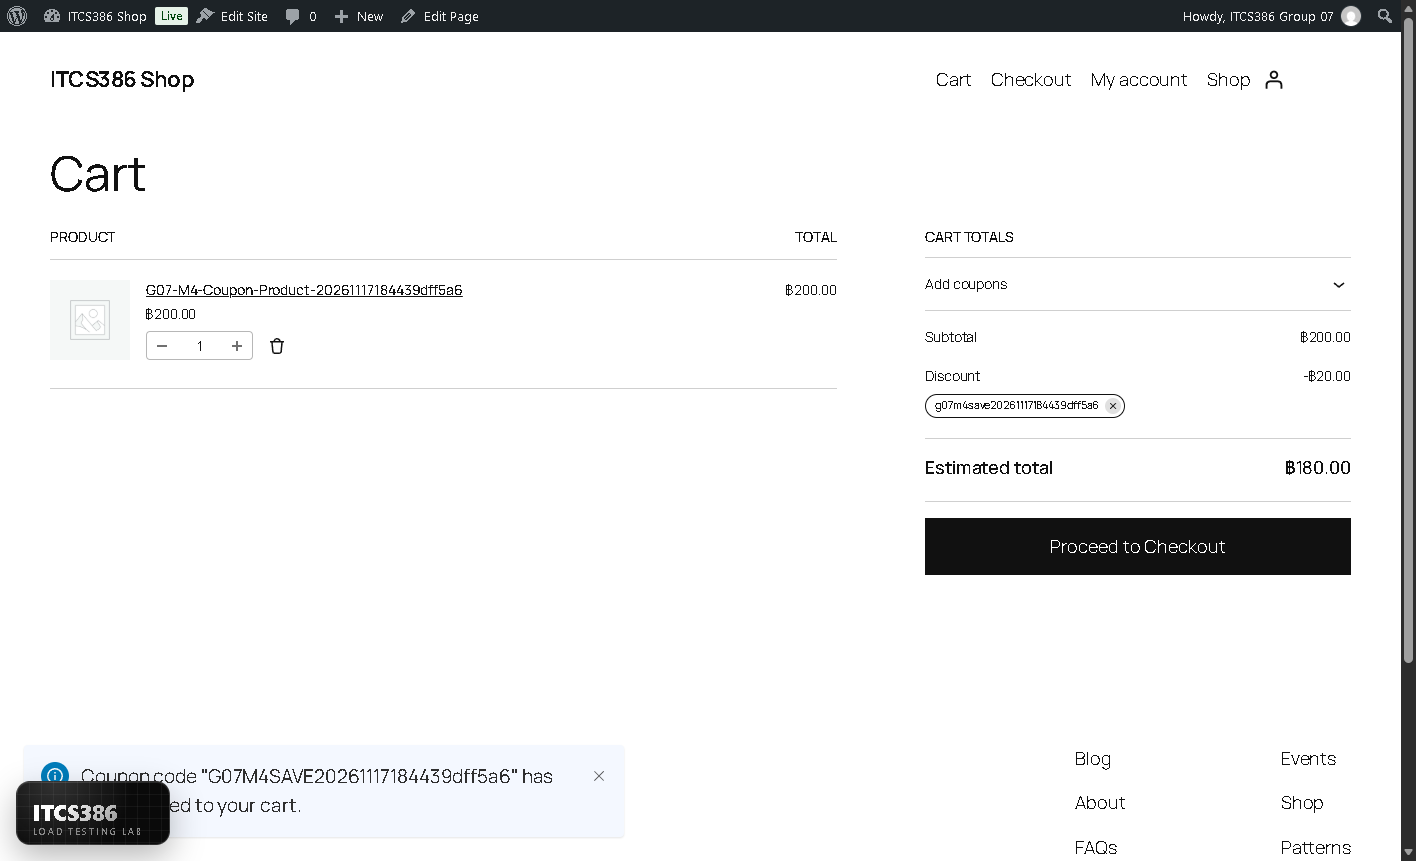 ITCS386 Shop Live Edit Site 0 New Edit Page Howdy, ITCS386 Group 07
ITCS386 Shop
Cart Checkout My account Shop
Cart
PRODUCT TOTAL
G07-M4-Coupon-Product-20261117184439dff5a6 ฿200.00
฿200.00
1
CART TOTALS
Add coupons
Subtotal ฿200.00
Discount -฿20.00
g07m4save20261117184439dff5a6
Estimated total ฿180.00
Proceed to Checkout
Coupon code "G07M4SAVE20261117184439dff5a6" has
ed to your cart.
ITCS386
LOAD TESTING LAB
Blog Events
About Shop
FAQs Patterns